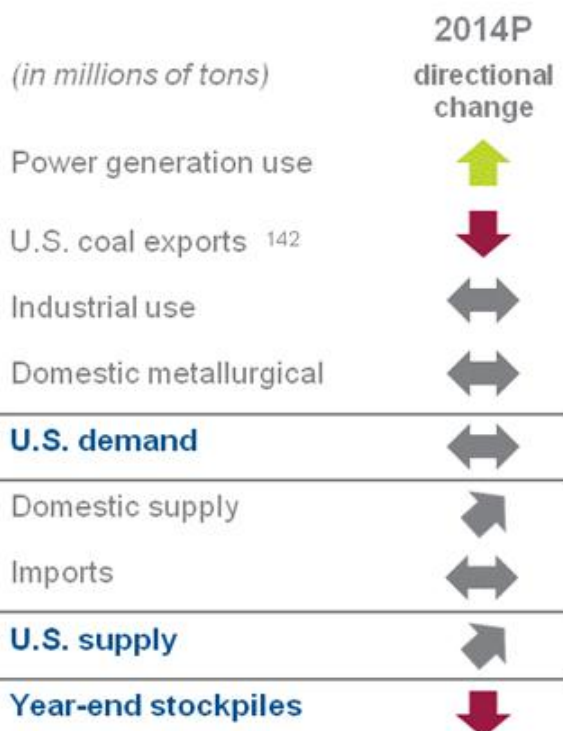 2014P
(in millions of tons) directional
change
Power generation use
U.S. coal exports 142
Industrial use
Domestic metallurgical
U.S. demand
Domestic supply
Imports
U.S. supply
Year-end stockpiles